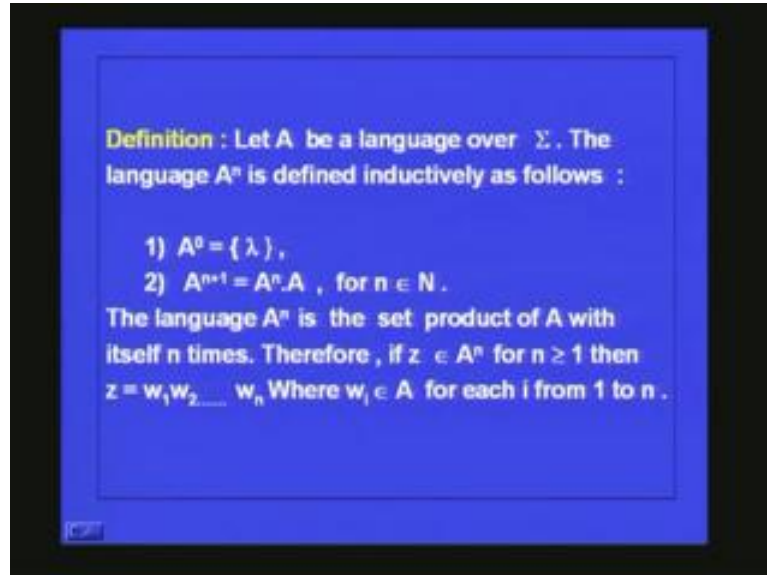 Definition : Let A be a language over Σ . The
language Aⁿ is defined inductively as follows :
1) A⁰ = { λ } ,
2) Aⁿ⁺¹ = Aⁿ.A , for n ∈ N .
The language Aⁿ is the set product of A with
itself n times. Therefore , if z ∈ Aⁿ for n ≥ 1 then
z = w₁w₂...... wₙ Where wᵢ ∈ A for each i from 1 to n .